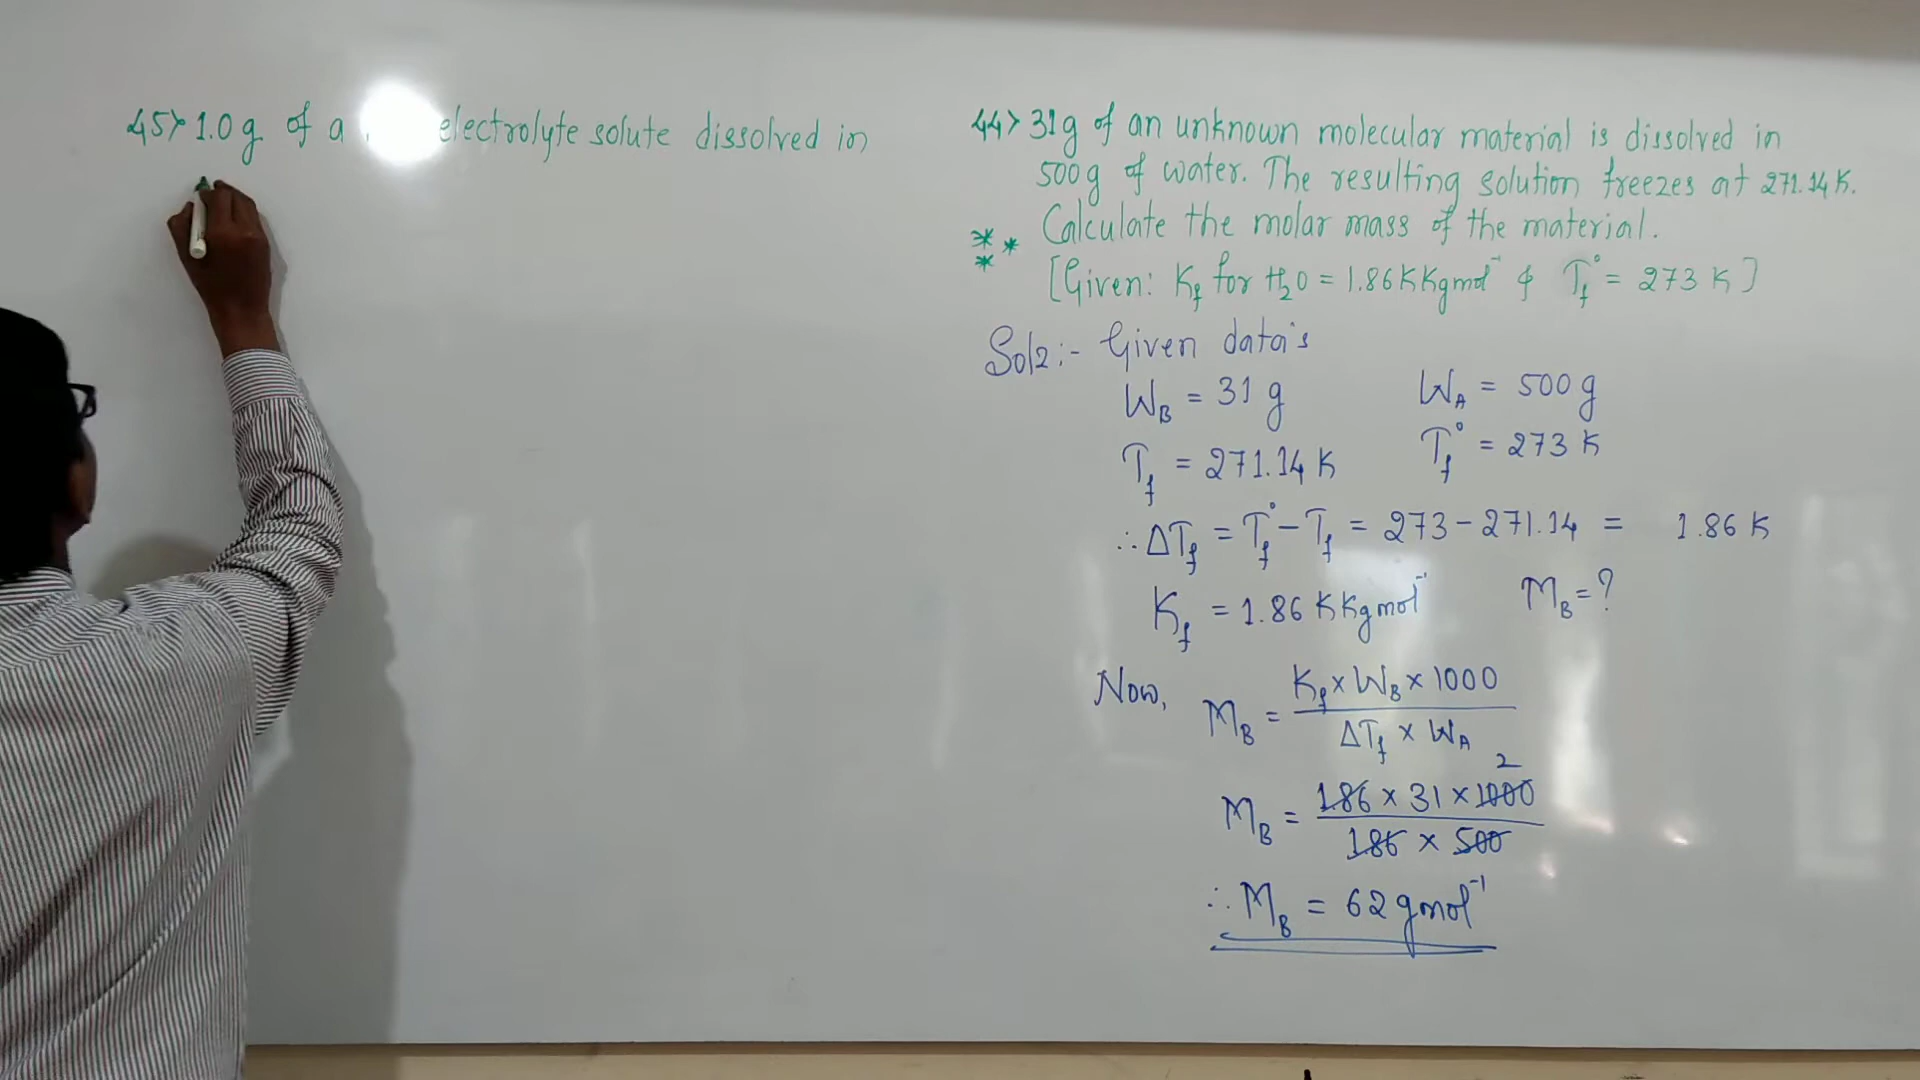 45> 1.0 g of a electrolyte solute dissolved in
44> 31g of an unknown molecular material is dissolved in
500g of water. The resulting solution freezes at 271.14 K.
Calculate the molar mass of the material.
[Given: Kf for H2O = 1.86 K Kg mol⁻¹ & Tf° = 273 K]
Soln:- Given data's
WB = 31 g WA = 500 g
Tf = 271.14 K Tf° = 273 K
∴ ΔTf = Tf° - Tf = 273 - 271.14 = 1.86 K
Kf = 1.86 K Kg mol⁻¹ MB = ?
Now, MB = Kf × WB × 1000 / ΔTf × WA
2
MB = 1.86 × 31 × 1000 / 1.86 × 500
∴ MB = 62 g mol⁻¹